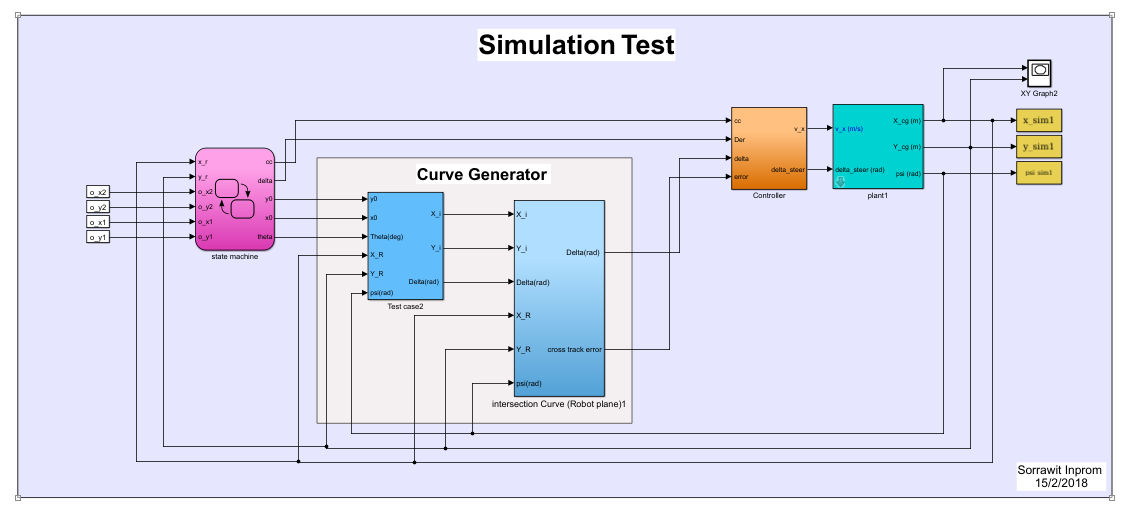 Simulation Test
XY Graph2
x_sim1
y_sim1
psi sim1
cc
Der
delta
error
v_x
delta_steer
Controller
v_x (m/s)
delta_steer (rad)
X_cg (m)
Y_cg (m)
psi (rad)
plant1
o_x2
o_y2
o_x1
o_y1
x_r
y_r
o_x2
o_y2
o_x1
o_y1
cc
delta
y0
x0
theta
state machine
Curve Generator
y0
x0
Theta(deg)
X_R
Y_R
psi(rad)
X_i
Y_i
Delta(rad)
Test case2
X_i
Y_i
Delta(rad)
X_R
Y_R
psi(rad)
Delta(rad)
cross track error
intersection Curve (Robot plane)1
Sorrawit Inprom
15/2/2018